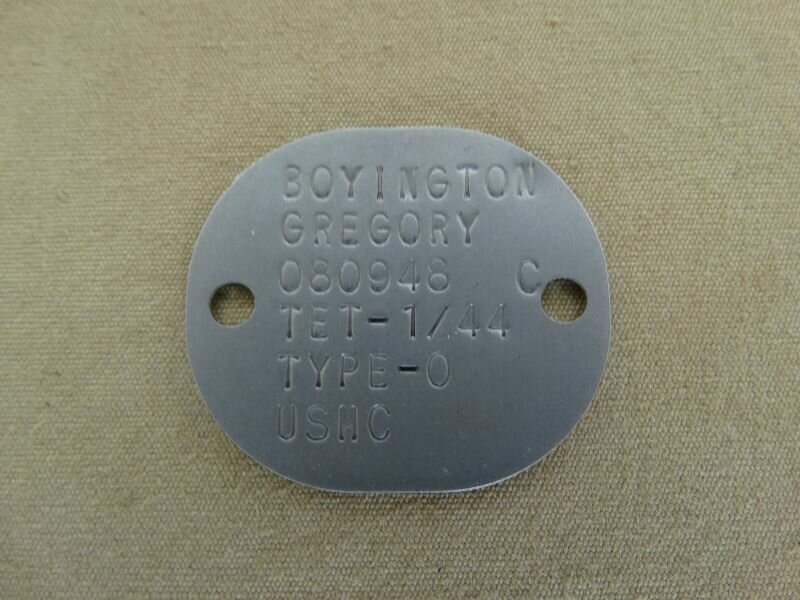 BOYINGTON
GREGORY
080948 C
TET-1/44
TYPE-O
USMC